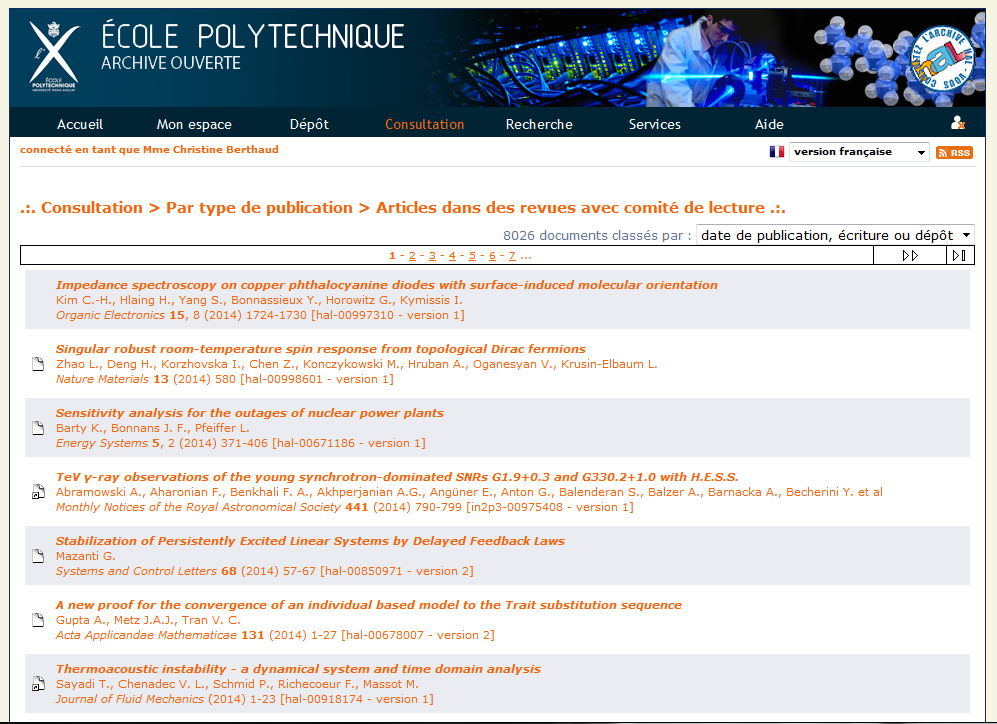 ÉCOLE POLYTECHNIQUE
ARCHIVE OUVERTE
l'X
ÉCOLE
POLYTECHNIQUE
UNIVERSITÉ PARIS-SACLAY
CONSULTEZ L'ARCHIVE HAL
hal
Accueil Mon espace Dépôt Consultation Recherche Services Aide
connecté en tant que Mme Christine Berthaud
version française RSS
.:. Consultation > Par type de publication > Articles dans des revues avec comité de lecture .:.
8026 documents classés par : date de publication, écriture ou dépôt
1 - 2 - 3 - 4 - 5 - 6 - 7 ...
Impedance spectroscopy on copper phthalocyanine diodes with surface-induced molecular orientation
Kim C.-H., Hlaing H., Yang S., Bonnassieux Y., Horowitz G., Kymissis I.
Organic Electronics 15, 8 (2014) 1724-1730 [hal-00997310 - version 1]
Singular robust room-temperature spin response from topological Dirac fermions
Zhao L., Deng H., Korzhovska I., Chen Z., Konczykowski M., Hruban A., Oganesyan V., Krusin-Elbaum L.
Nature Materials 13 (2014) 580 [hal-00998601 - version 1]
Sensitivity analysis for the outages of nuclear power plants
Barty K., Bonnans J. F., Pfeiffer L.
Energy Systems 5, 2 (2014) 371-406 [hal-00671186 - version 1]
TeV γ-ray observations of the young synchrotron-dominated SNRs G1.9+0.3 and G330.2+1.0 with H.E.S.S.
Abramowski A., Aharonian F., Benkhali F. A., Akhperjanian A.G., Angüner E., Anton G., Balenderan S., Balzer A., Barnacka A., Becherini Y. et al
Monthly Notices of the Royal Astronomical Society 441 (2014) 790-799 [in2p3-00975408 - version 1]
Stabilization of Persistently Excited Linear Systems by Delayed Feedback Laws
Mazanti G.
Systems and Control Letters 68 (2014) 57-67 [hal-00850971 - version 2]
A new proof for the convergence of an individual based model to the Trait substitution sequence
Gupta A., Metz J.A.J., Tran V. C.
Acta Applicandae Mathematicae 131 (2014) 1-27 [hal-00678007 - version 2]
Thermoacoustic instability - a dynamical system and time domain analysis
Sayadi T., Chenadec V. L., Schmid P., Richecoeur F., Massot M.
Journal of Fluid Mechanics (2014) 1-23 [hal-00918174 - version 1]